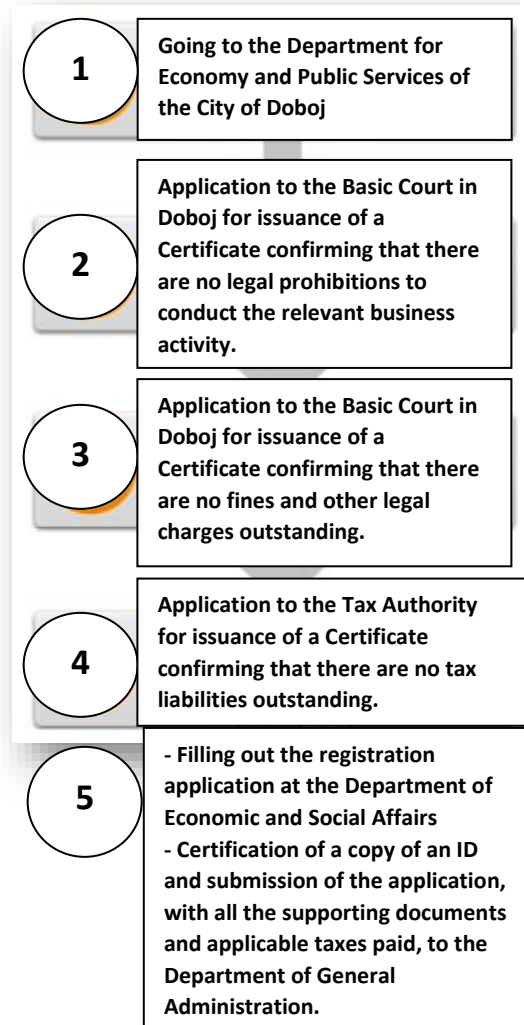 1
Going to the Department for
Economy and Public Services of
the City of Doboj
2
Application to the Basic Court in
Doboj for issuance of a
Certificate confirming that there
are no legal prohibitions to
conduct the relevant business
activity.
3
Application to the Basic Court in
Doboj for issuance of a
Certificate confirming that there
are no fines and other legal
charges outstanding.
4
Application to the Tax Authority
for issuance of a Certificate
confirming that there are no tax
liabilities outstanding.
5
- Filling out the registration
application at the Department of
Economic and Social Affairs
- Certification of a copy of an ID
and submission of the application,
with all the supporting documents
and applicable taxes paid, to the
Department of General
Administration.